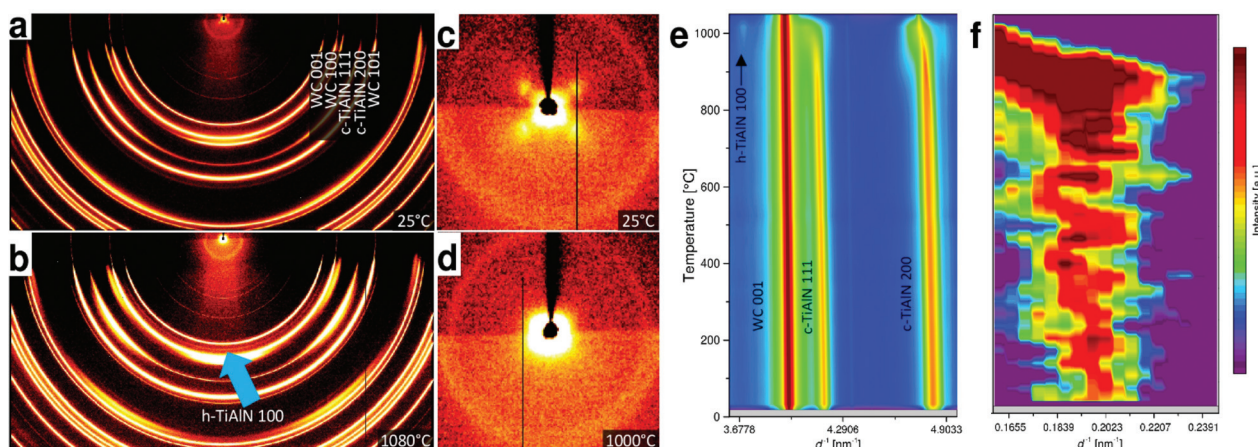 a
WC 001
WC 100
c-TiAlN 111
c-TiAlN 200
WC 101
25°C
b
h-TiAlN 100
1080°C
c
25°C
d
1000°C
e
Temperature [°C]
1000
800
600
400
200
0
h-TiAlN 100
WC 001
c-TiAlN 111
c-TiAlN 200
3.6778
4.2906
4.9033
d⁻¹ [nm⁻¹]
f
0.1655
0.1839
0.2023
0.2207
0.2391
d⁻¹ [nm⁻¹]
Intensity [a.u.]